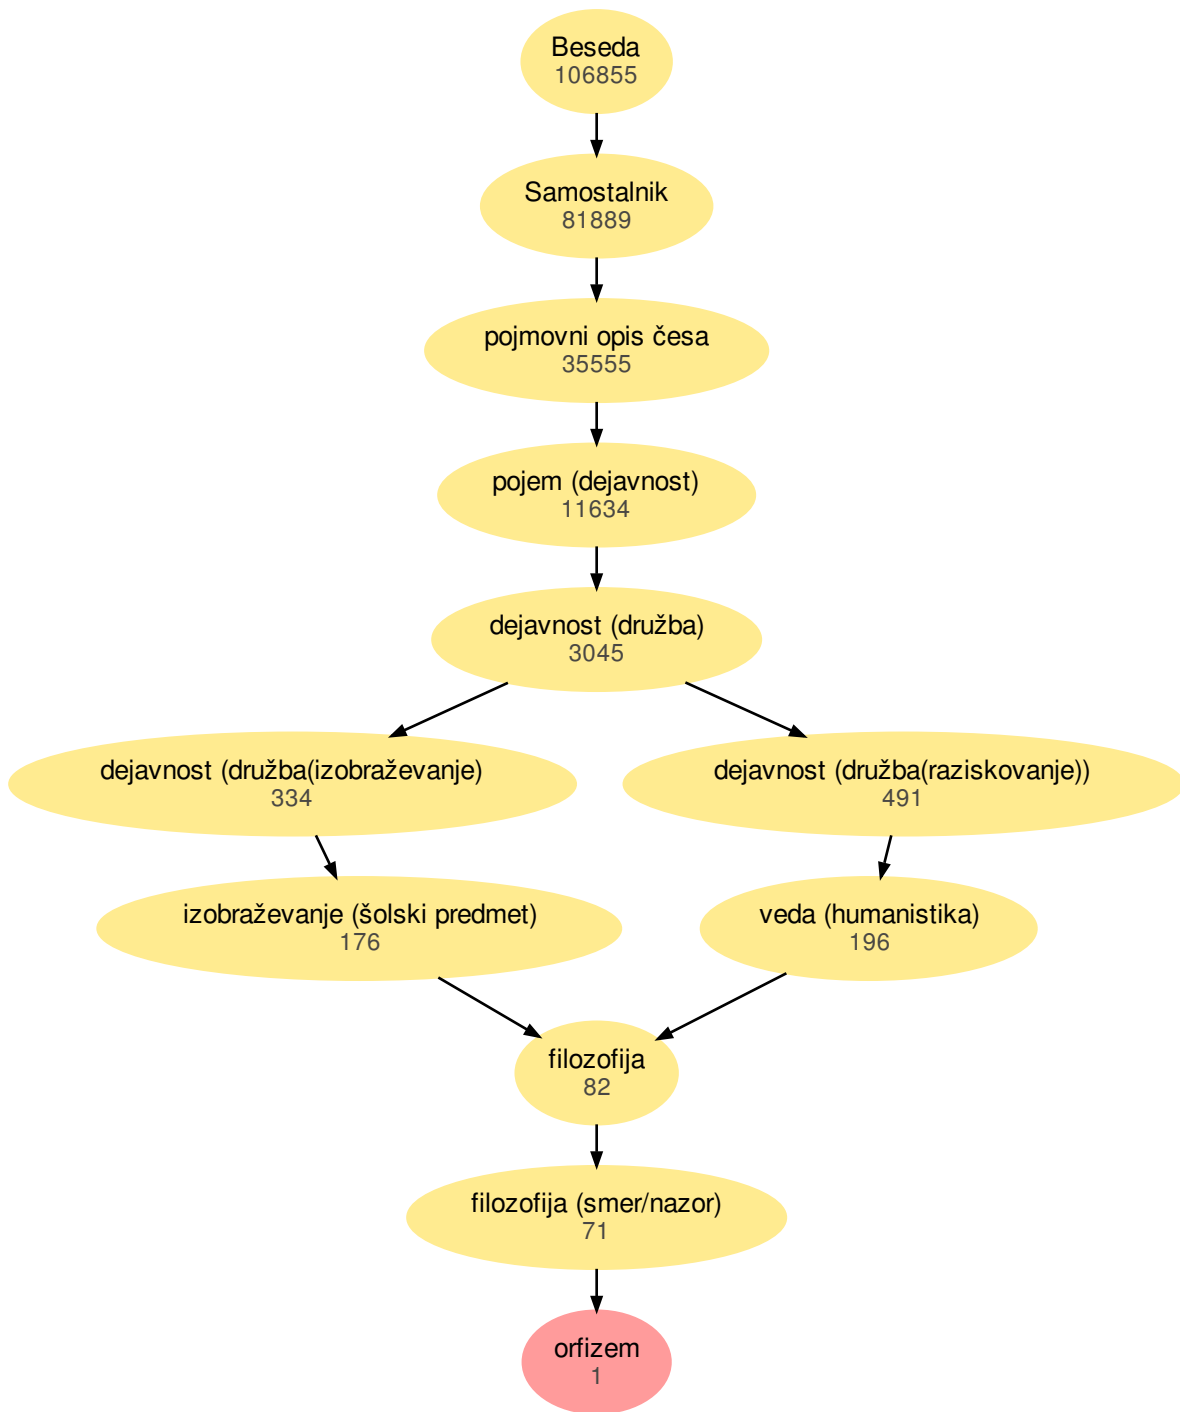 Beseda
106855
Samostalnik
81889
pojmovni opis česa
35555
pojem (dejavnost)
11634
dejavnost (družba)
3045
dejavnost (družba(izobraževanje)
334
dejavnost (družba(raziskovanje))
491
izobraževanje (šolski predmet)
176
veda (humanistika)
196
filozofija
82
filozofija (smer/nazor)
71
orfizem
1